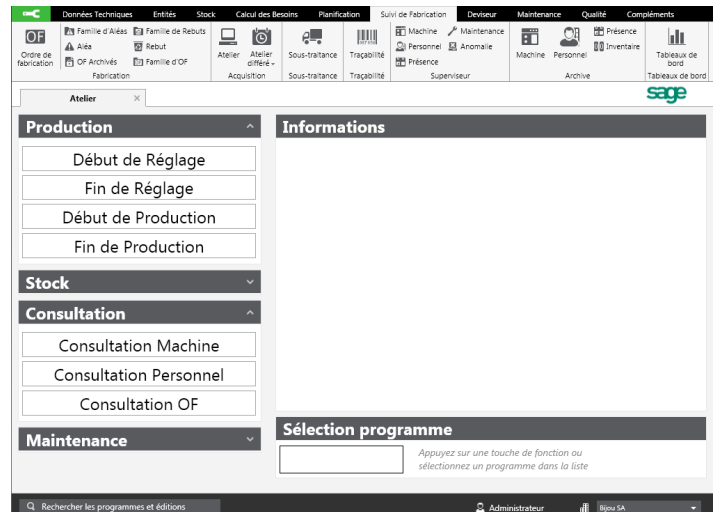 Données Techniques Entités Stock Calcul des Besoins Planification Suivi de Fabrication Deviseur Maintenance Qualité Compléments
OF
Ordre de fabrication
Famille d'Aléas Famille de Rebuts
Aléa Rebut
OF Archivés Famille d'OF
Fabrication
Atelier
Atelier différé
Acquisition
Sous-traitance
Sous-traitance
Traçabilité
Traçabilité
Machine Maintenance
Personnel Anomalie
Présence
Superviseur
Machine
Personnel
Présence
Inventaire
Archive
Tableaux de bord
Tableaux de bord
Atelier
sage
Production
Début de Réglage
Fin de Réglage
Début de Production
Fin de Production
Stock
Consultation
Consultation Machine
Consultation Personnel
Consultation OF
Maintenance
Informations
Sélection programme
Appuyez sur une touche de fonction ou
sélectionnez un programme dans la liste
Rechercher les programmes et éditions
Administrateur
Bijou SA